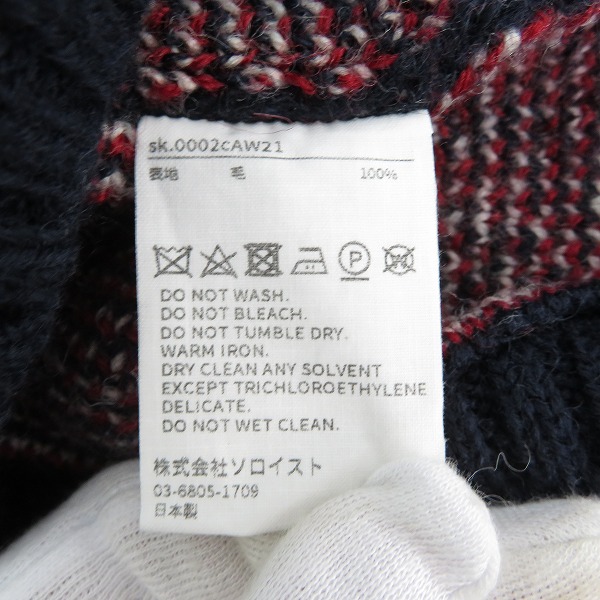 sk.0002cAW21
表地 毛 100%
P
DO NOT WASH.
DO NOT BLEACH.
DO NOT TUMBLE DRY.
WARM IRON.
DRY CLEAN ANY SOLVENT
EXCEPT TRICHLOROETHYLENE
DELICATE.
DO NOT WET CLEAN.
株式会社ソロイスト
03-6805-1709
日本製